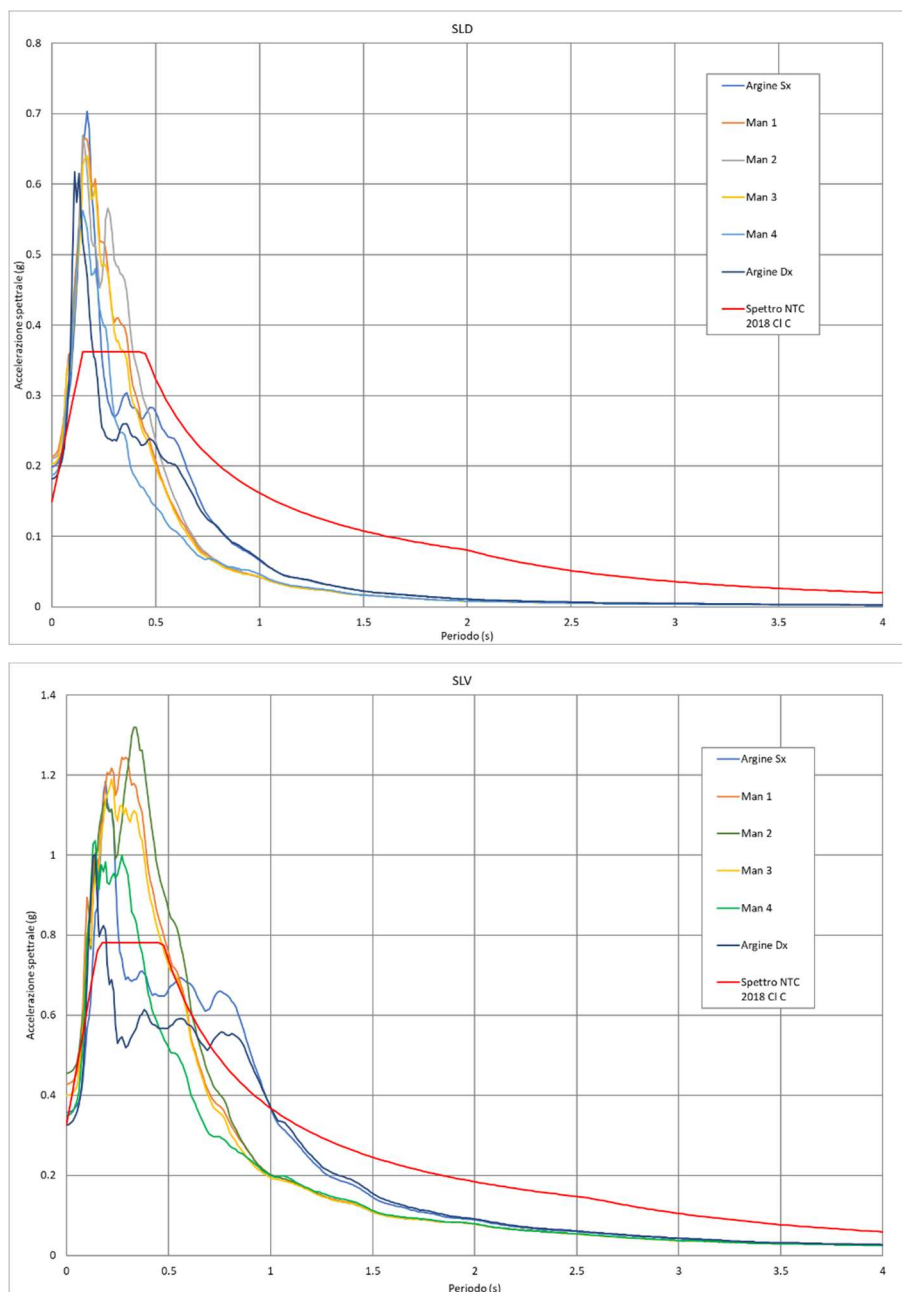 SLD
0.8
0.7
0.6
0.5
0.4
0.3
0.2
0.1
0
Accelerazione spettrale (g)
Argine Sx
Man 1
Man 2
Man 3
Man 4
Argine Dx
Spettro NTC
2018 Cl C
0 0.5 1 1.5 2 2.5 3 3.5 4
Periodo (s)
SLV
1.4
1.2
1
0.8
0.6
0.4
0.2
0
Accelerazione spettrale (g)
Argine Sx
Man 1
Man 2
Man 3
Man 4
Argine Dx
Spettro NTC
2018 Cl C
0 0.5 1 1.5 2 2.5 3 3.5 4
Periodo (s)